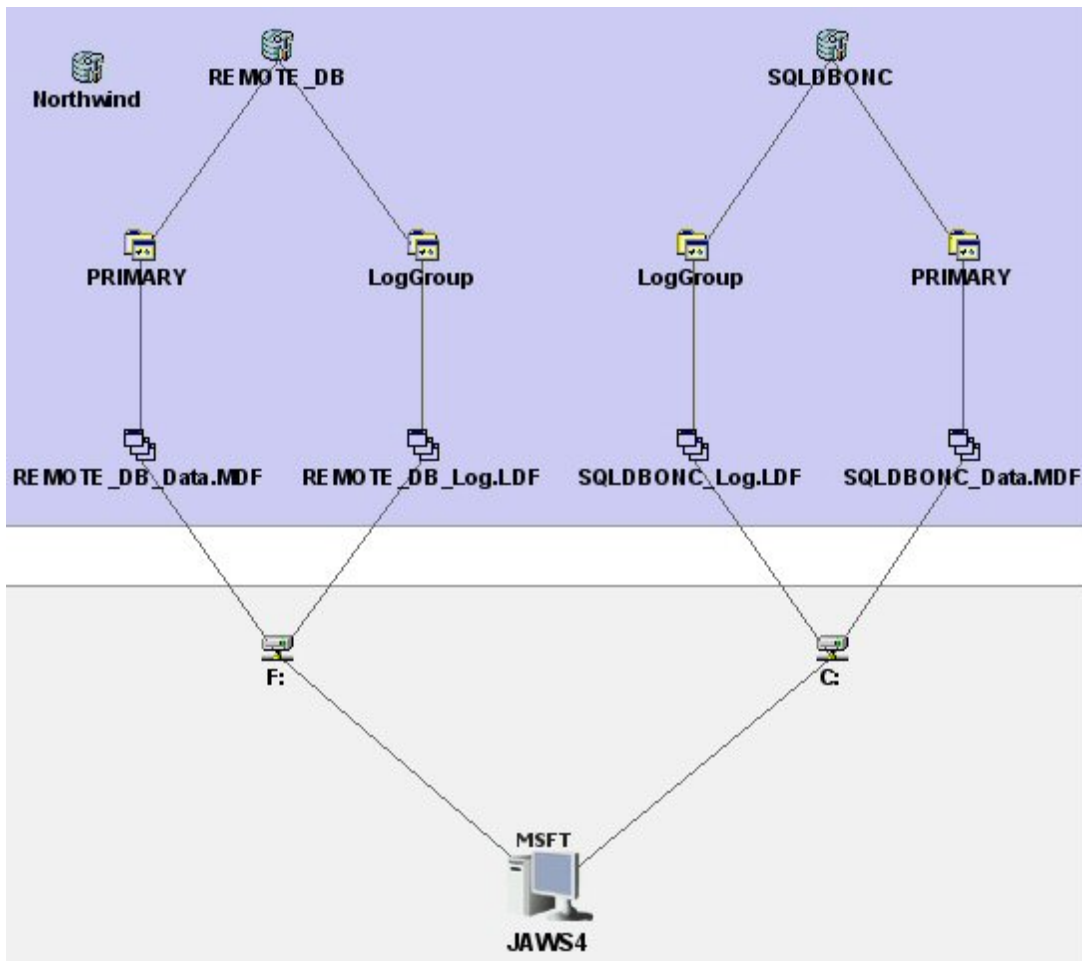 REMOTE_DB
SQLDBONC
Northwind
PRIMARY
LogGroup
LogGroup
PRIMARY
REMOTE_DB_Data.MDF
REMOTE_DB_Log.LDF
SQLDBONC_Log.LDF
SQLDBONC_Data.MDF
F:
C:
MSFT
JAWS4